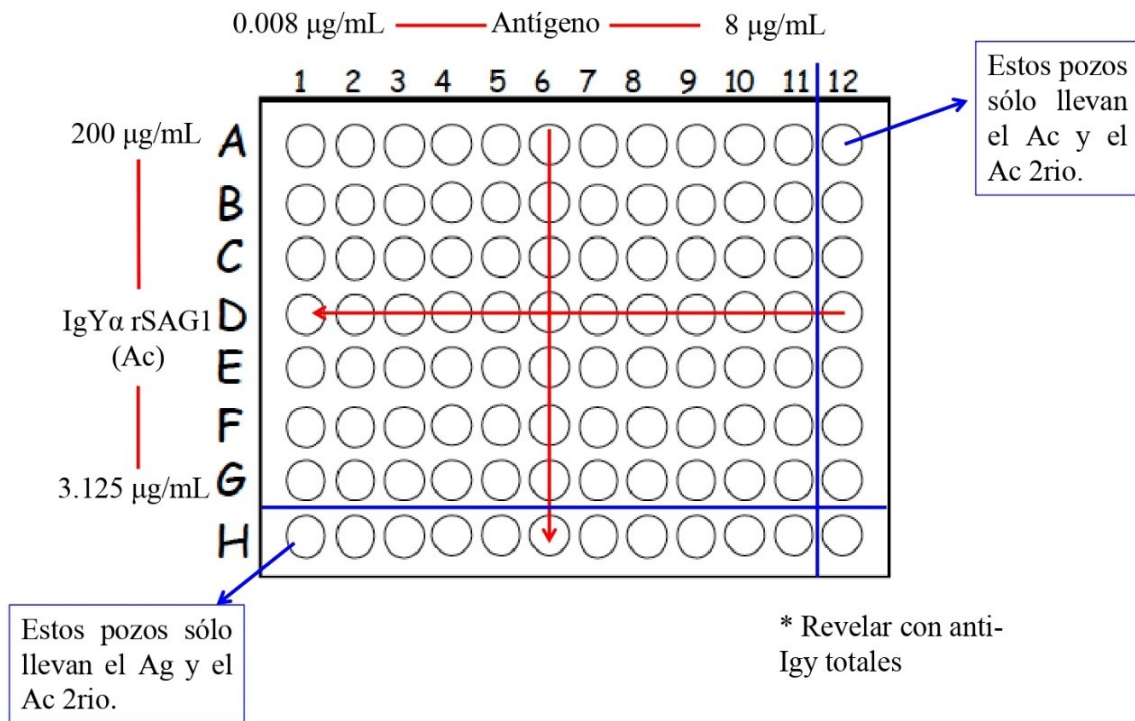 0.008 μg/mL Antígeno 8 μg/mL
1 2 3 4 5 6 7 8 9 10 11 12
Estos pozos
sólo llevan
el Ac y el
Ac 2rio.
200 μg/mL A
B
C
IgYα rSAG1 D
(Ac)
E
F
3.125 μg/mL G
H
Estos pozos sólo
llevan el Ag y el
Ac 2rio.
* Revelar con anti-
Igy totales